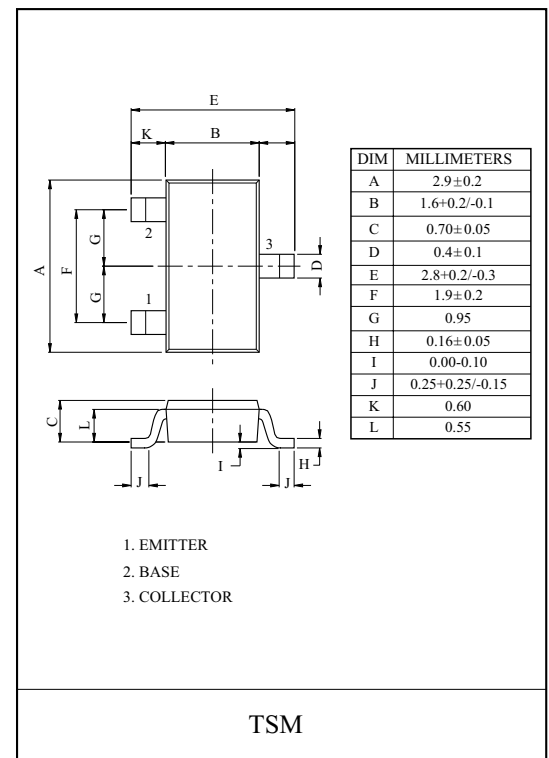 E
K B
2
3
G
A F D
G
1
DIM MILLIMETERS
A 2.9±0.2
B 1.6+0.2/-0.1
C 0.70±0.05
D 0.4±0.1
E 2.8+0.2/-0.3
F 1.9±0.2
G 0.95
H 0.16±0.05
I 0.00-0.10
J 0.25+0.25/-0.15
K 0.60
L 0.55
C L
I H
J J
1. EMITTER
2. BASE
3. COLLECTOR
TSM